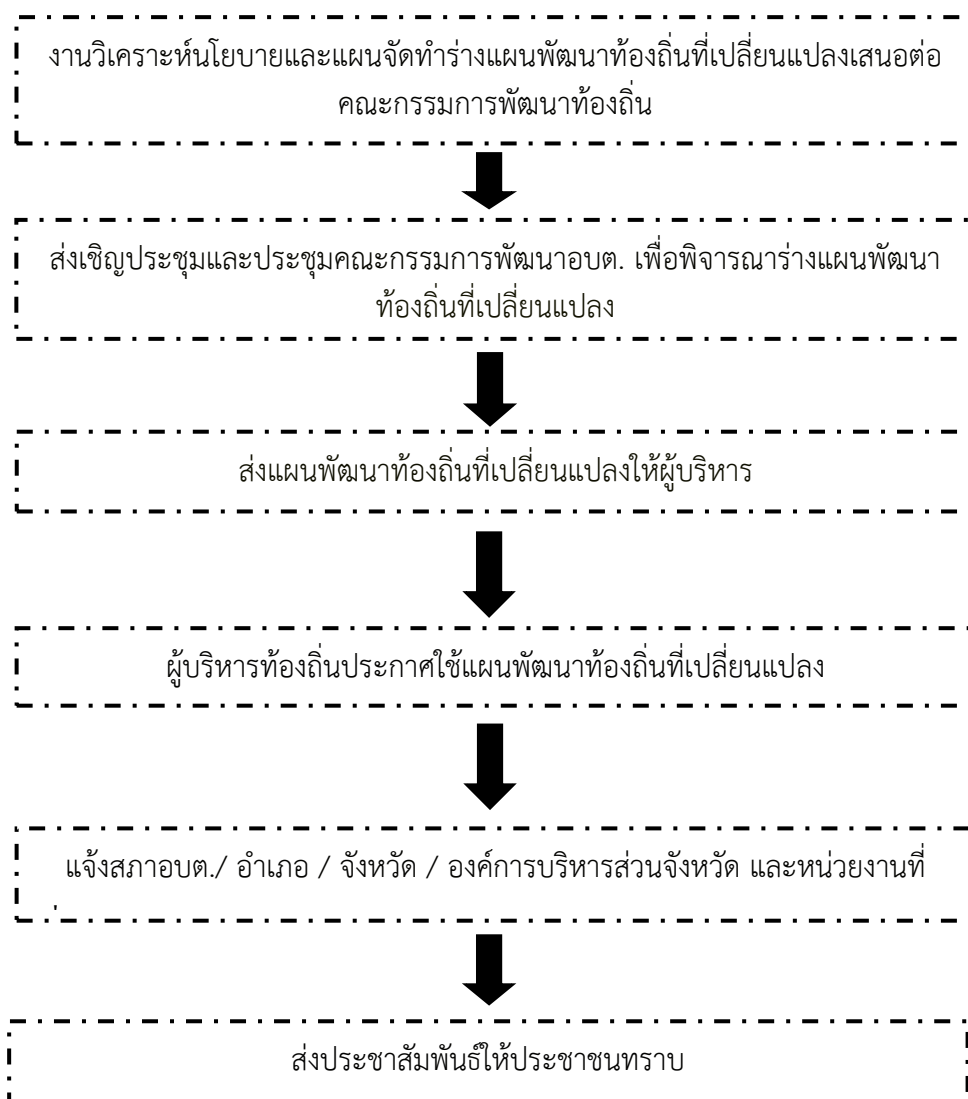 งานวิเคราะห์นโยบายและแผนจัดทำร่างแผนพัฒนาท้องถิ่นที่เปลี่ยนแปลงเสนอต่อ
คณะกรรมการพัฒนาท้องถิ่น
ส่งเชิญประชุมและประชุมคณะกรรมการพัฒนาอบต. เพื่อพิจารณาร่างแผนพัฒนา
ท้องถิ่นที่เปลี่ยนแปลง
ส่งแผนพัฒนาท้องถิ่นที่เปลี่ยนแปลงให้ผู้บริหาร
ผู้บริหารท้องถิ่นประกาศใช้แผนพัฒนาท้องถิ่นที่เปลี่ยนแปลง
แจ้งสภาอบต./ อำเภอ / จังหวัด / องค์การบริหารส่วนจังหวัด และหน่วยงานที่
ส่งประชาสัมพันธ์ให้ประชาชนทราบ